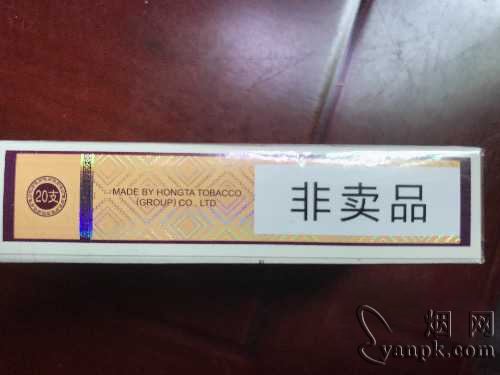 20支
MADE BY HONGTA TOBACCO
(GROUP) CO., LTD
非卖品
烟网
yanpk.com